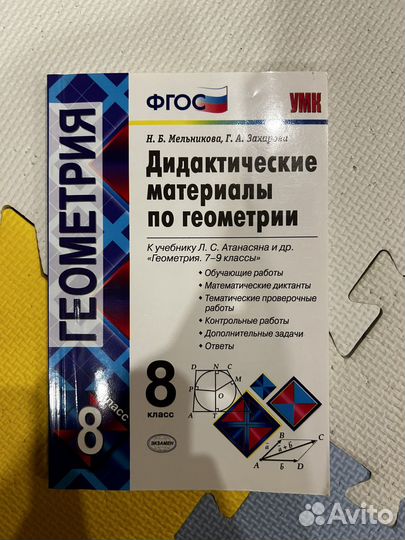 ГЕОМЕТРИЯ
8 класс
ФГОС
УМК
Н. Б. Мельникова, Г. А. Захарова
Дидактические
материалы
по геометрии
К учебнику Л. С. Атанасяна и др.
«Геометрия. 7–9 классы»
• Обучающие работы
• Математические диктанты
• Тематические проверочные
работы
• Контрольные работы
• Дополнительные задачи
• Ответы
8
класс
ЭКЗАМЕН
D N C
M
P O
A T
B C
a a + b
A b D
Avito